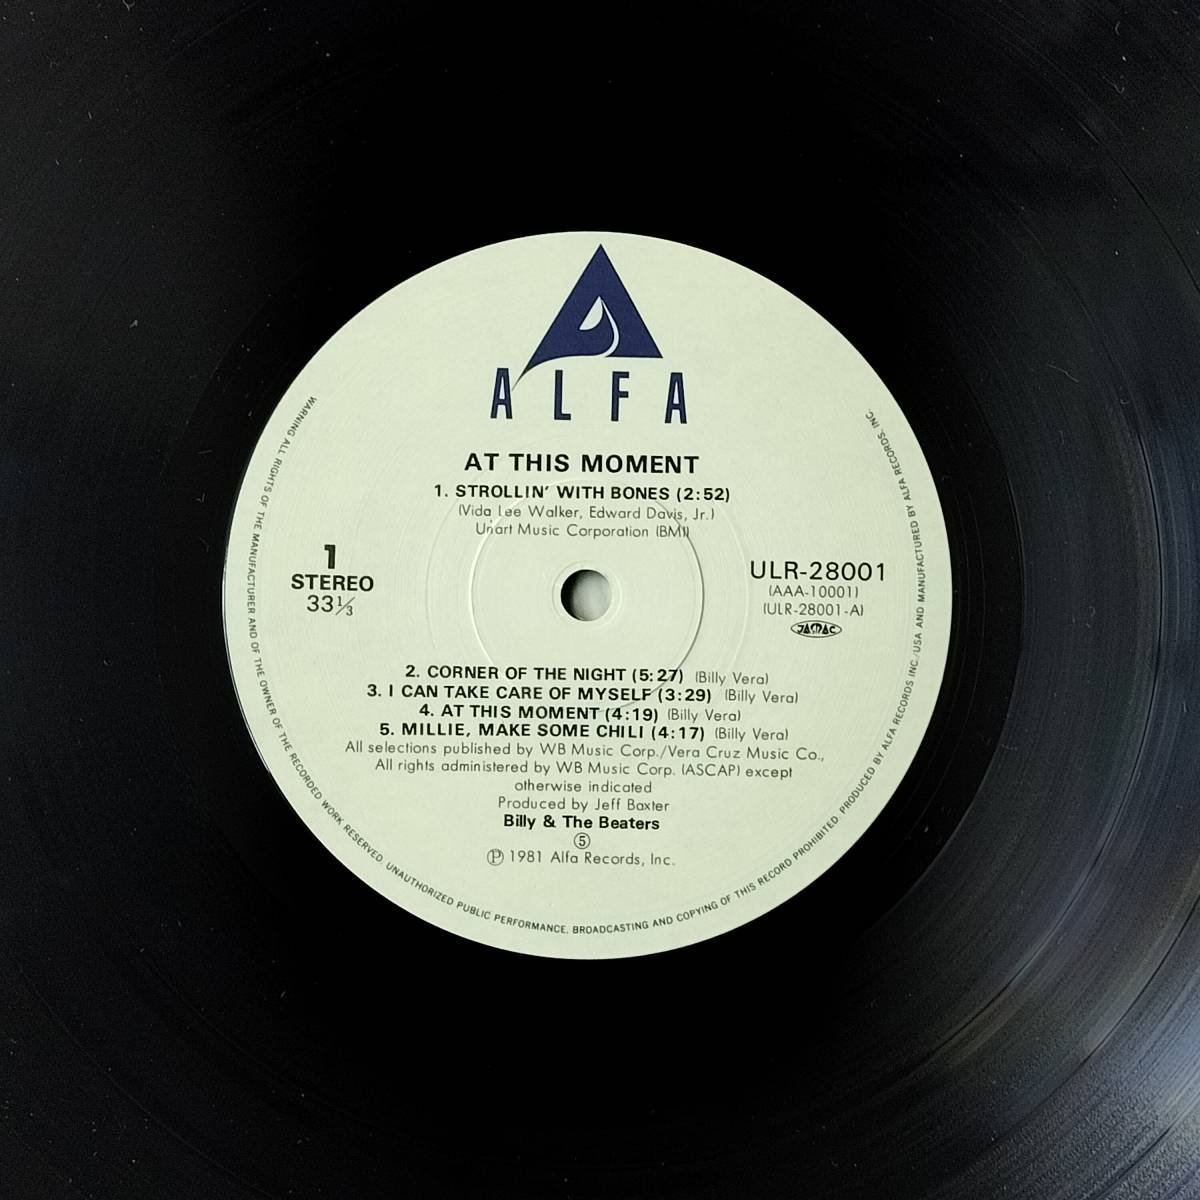 ALFA
AT THIS MOMENT
1. STROLLIN' WITH BONES (2:52)
(Vida Lee Walker, Edward Davis, Jr.)
Unart Music Corporation (BMI)
1
STEREO
33⅓
ULR-28001
(AAA-10001)
(ULR-28001-A)
JASRAC
2. CORNER OF THE NIGHT (5:27) (Billy Vera)
3. I CAN TAKE CARE OF MYSELF (3:29) (Billy Vera)
4. AT THIS MOMENT (4:19) (Billy Vera)
5. MILLIE, MAKE SOME CHILI (4:17) (Billy Vera)
All selections published by WB Music Corp./Vera Cruz Music Co.,
All rights administered by WB Music Corp. (ASCAP) except
otherwise indicated
Produced by Jeff Baxter
Billy & The Beaters
⑤
Ⓟ 1981 Alfa Records, Inc.
WARNING ALL RIGHTS OF THE MANUFACTURER AND OF THE OWNER OF THE RECORDED WORK RESERVED. UNAUTHORIZED PUBLIC PERFORMANCE, BROADCASTING AND COPYING OF THIS RECORD PROHIBITED. PRODUCED BY ALFA RECORDS INC./USA AND MANUFACTURED BY ALFA RECORDS, INC.